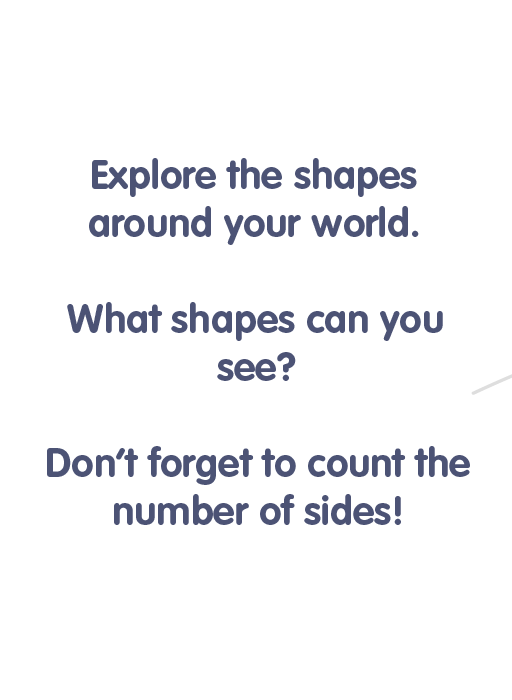 Explore the shapes
around your world.
What shapes can you
see?
Don't forget to count the
number of sides!